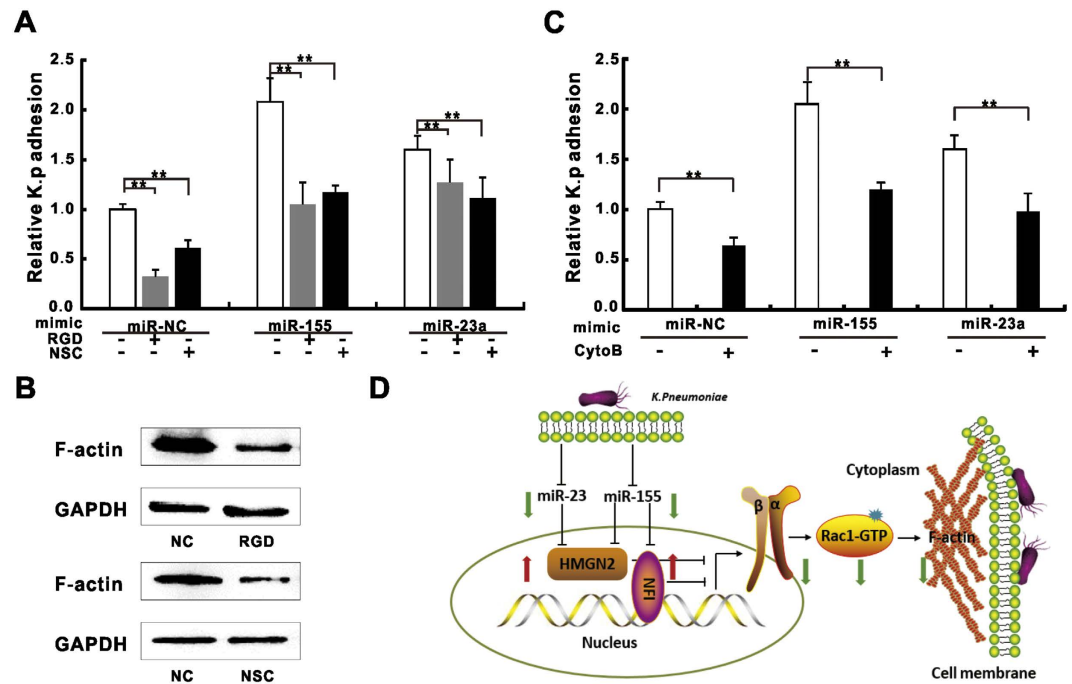 A
Relative K.p adhesion
2.5
2.0
1.5
1.0
0.5
0.0
** ** ** ** ** **
mimic miR-NC miR-155 miR-23a
RGD - + - - + - - + -
NSC - - + - - + - - +
C
Relative K.p adhesion
2.5
2.0
1.5
1.0
0.5
0.0
** ** **
mimic miR-NC miR-155 miR-23a
CytoB - + - + - +
B
F-actin
GAPDH
NC RGD
F-actin
GAPDH
NC NSC
D
K.Pneumoniae
miR-23 miR-155
HMGN2
NFI
Nucleus
β α
Rac1-GTP
Cytoplasm
F-actin
Cell membrane